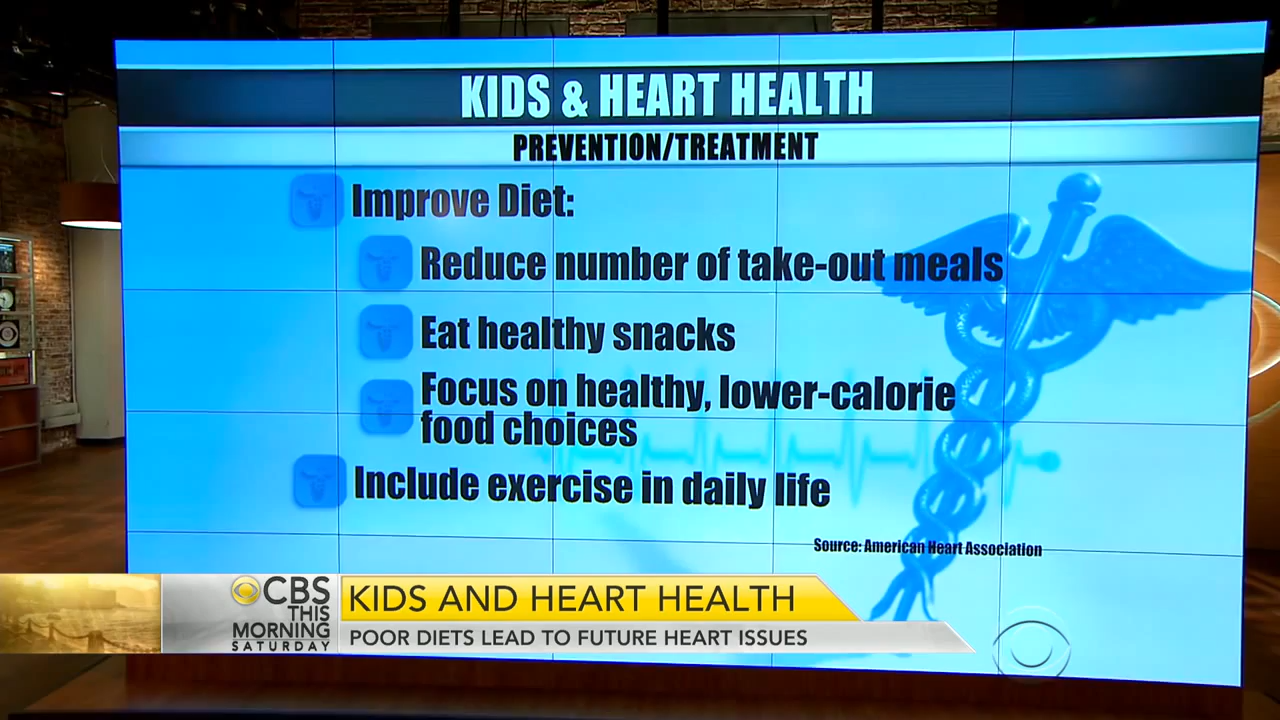 KIDS & HEART HEALTH
PREVENTION/TREATMENT
Improve Diet:
Reduce number of take-out meals
Eat healthy snacks
Focus on healthy, lower-calorie
food choices
Include exercise in daily life
Source: American Heart Association
CBS
THIS
MORNING
SATURDAY
KIDS AND HEART HEALTH
POOR DIETS LEAD TO FUTURE HEART ISSUES